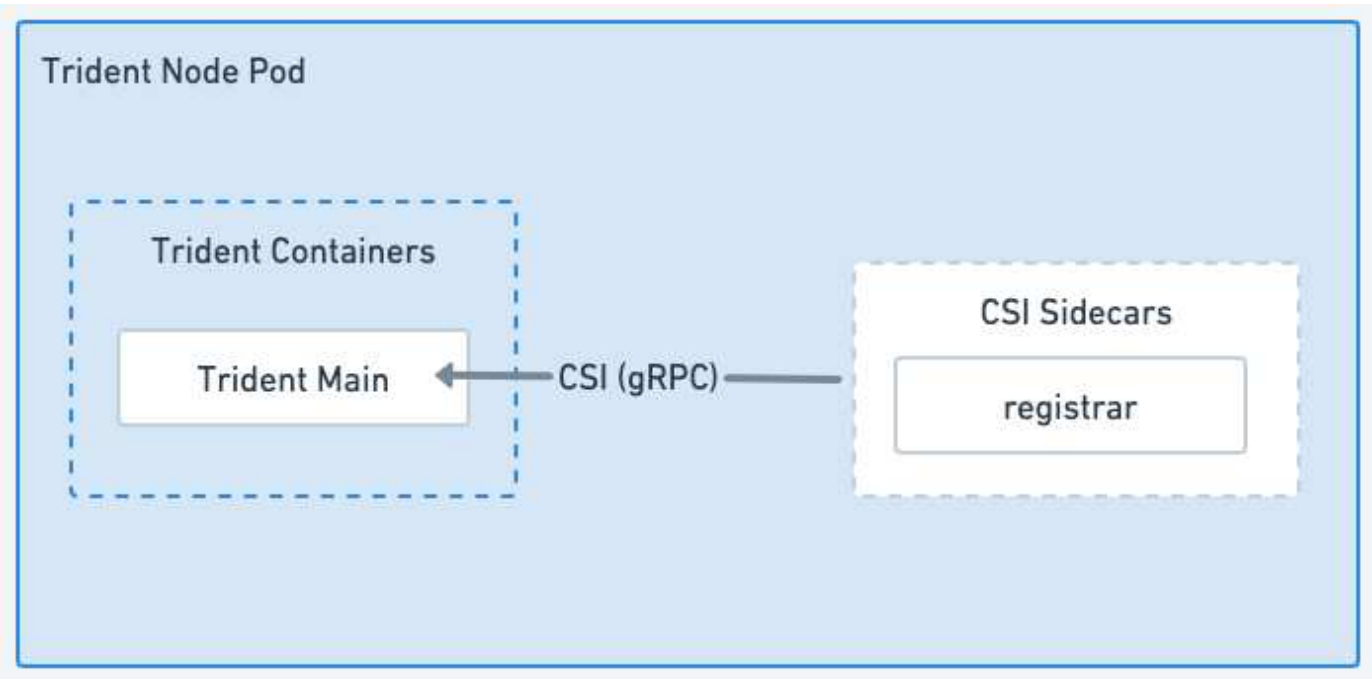 Trident Node Pod
Trident Containers
Trident Main
CSI (gRPC)
CSI Sidecars
registrar